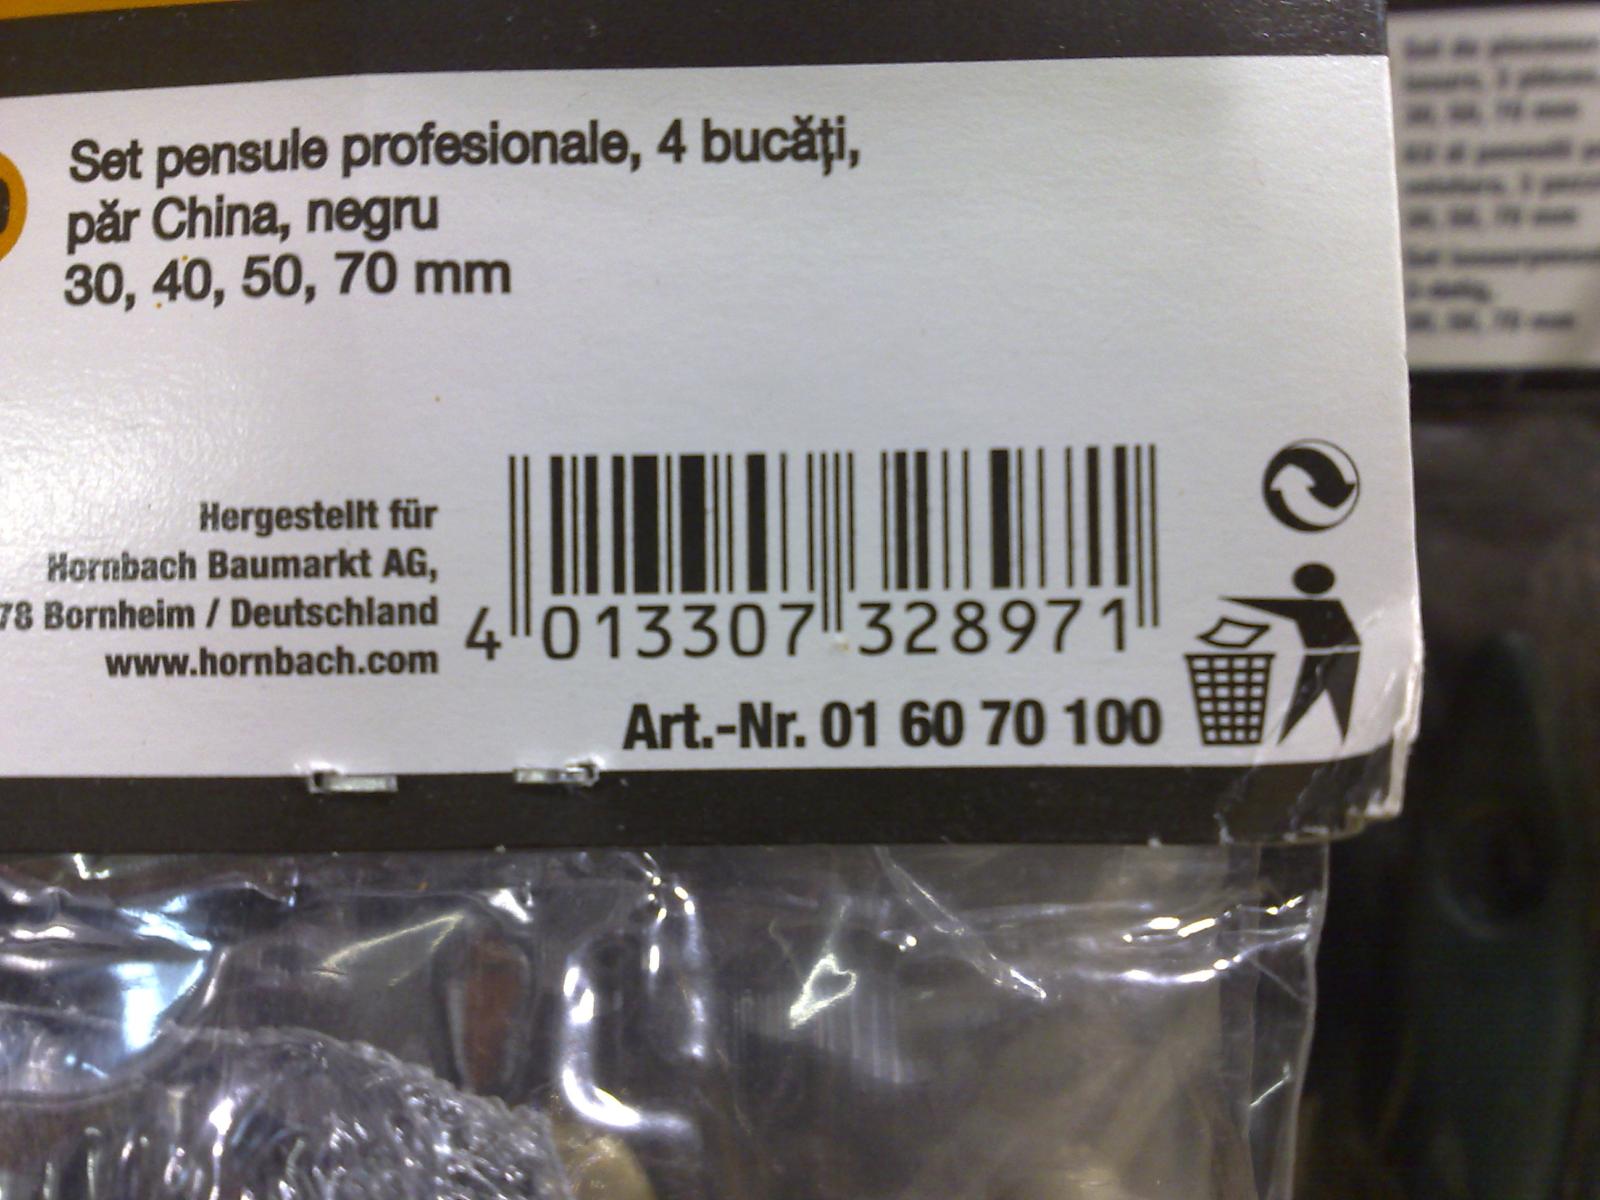 Set pensule profesionale, 4 bucăți,
păr China, negru
30, 40, 50, 70 mm
Hergestellt für
Hornbach Baumarkt AG,
78 Bornheim / Deutschland
www.hornbach.com
4 013307 328971
Art.-Nr. 01 60 70 100